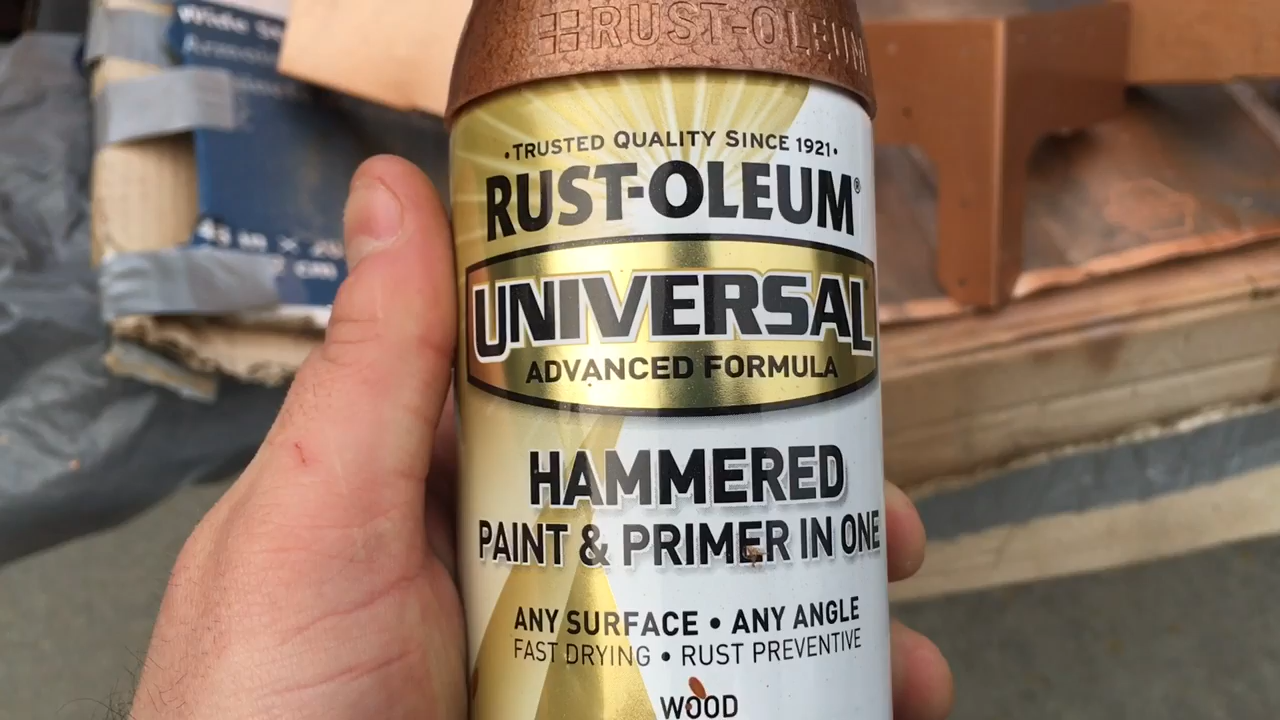 RUST-OLEUM
•TRUSTED QUALITY SINCE 1921•
RUST-OLEUM®
UNIVERSAL
ADVANCED FORMULA
HAMMERED
PAINT & PRIMER IN ONE
ANY SURFACE • ANY ANGLE
FAST DRYING • RUST PREVENTIVE
WOOD